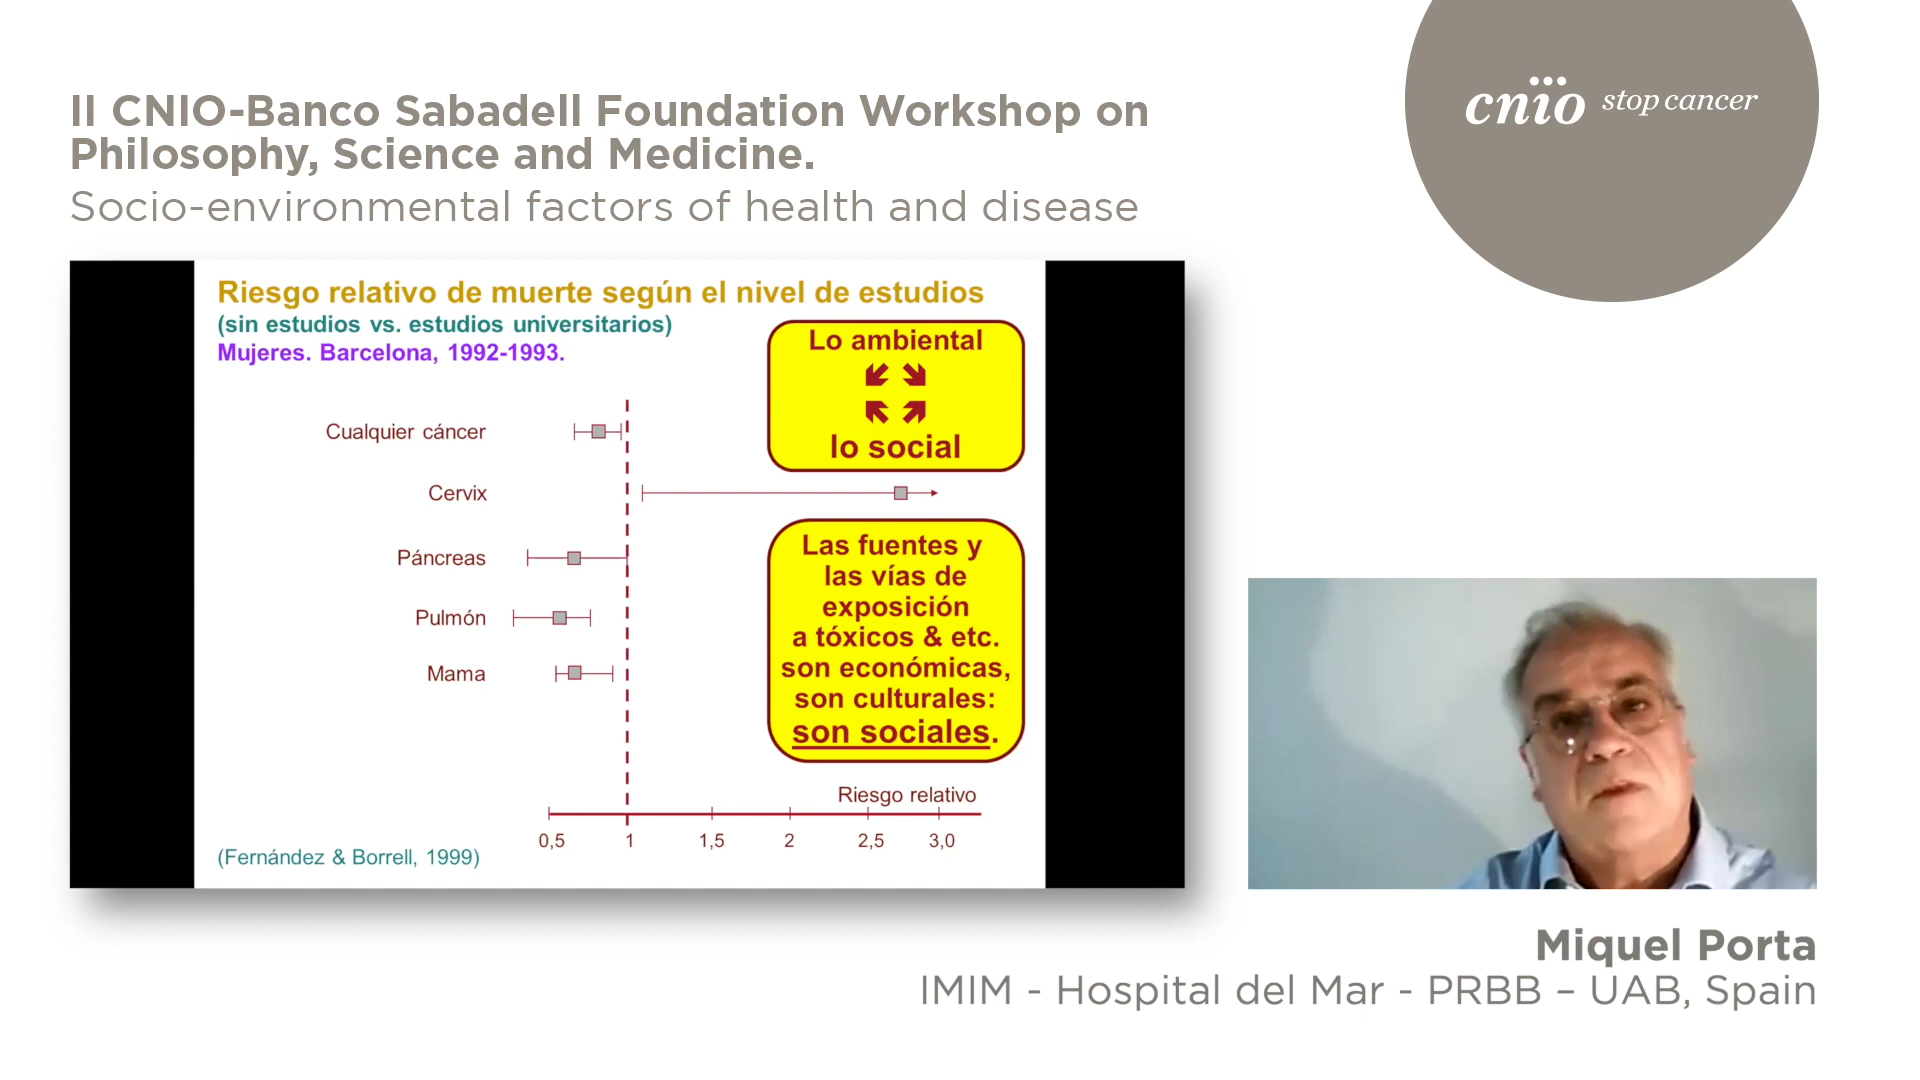 II CNIO-Banco Sabadell Foundation Workshop on
Philosophy, Science and Medicine.
Socio-environmental factors of health and disease
cnio stop cancer
Riesgo relativo de muerte según el nivel de estudios
(sin estudios vs. estudios universitarios)
Mujeres. Barcelona, 1992-1993.
Lo ambiental
lo social
Cualquier cáncer
Cervix
Páncreas
Pulmón
Mama
Las fuentes y
las vías de
exposición
a tóxicos & etc.
son económicas,
son culturales:
son sociales.
Riesgo relativo
0,5 1 1,5 2 2,5 3,0
(Fernández & Borrell, 1999)
Miquel Porta
IMIM - Hospital del Mar - PRBB – UAB, Spain